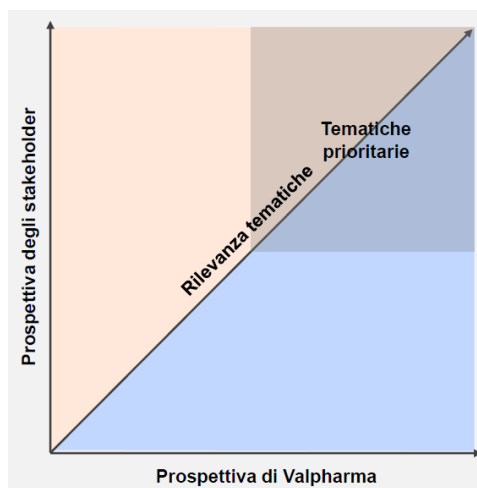 Prospettiva degli stakeholder
Tematiche
prioritarie
Rilevanza tematiche
Prospettiva di Valpharma